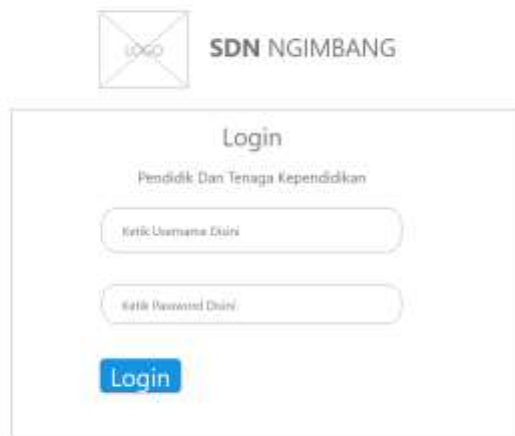 LOGO
SDN NGIMBANG
Login
Pendidik Dan Tenaga Kependidikan
Ketik Username Disini
Ketik Password Disini
Login